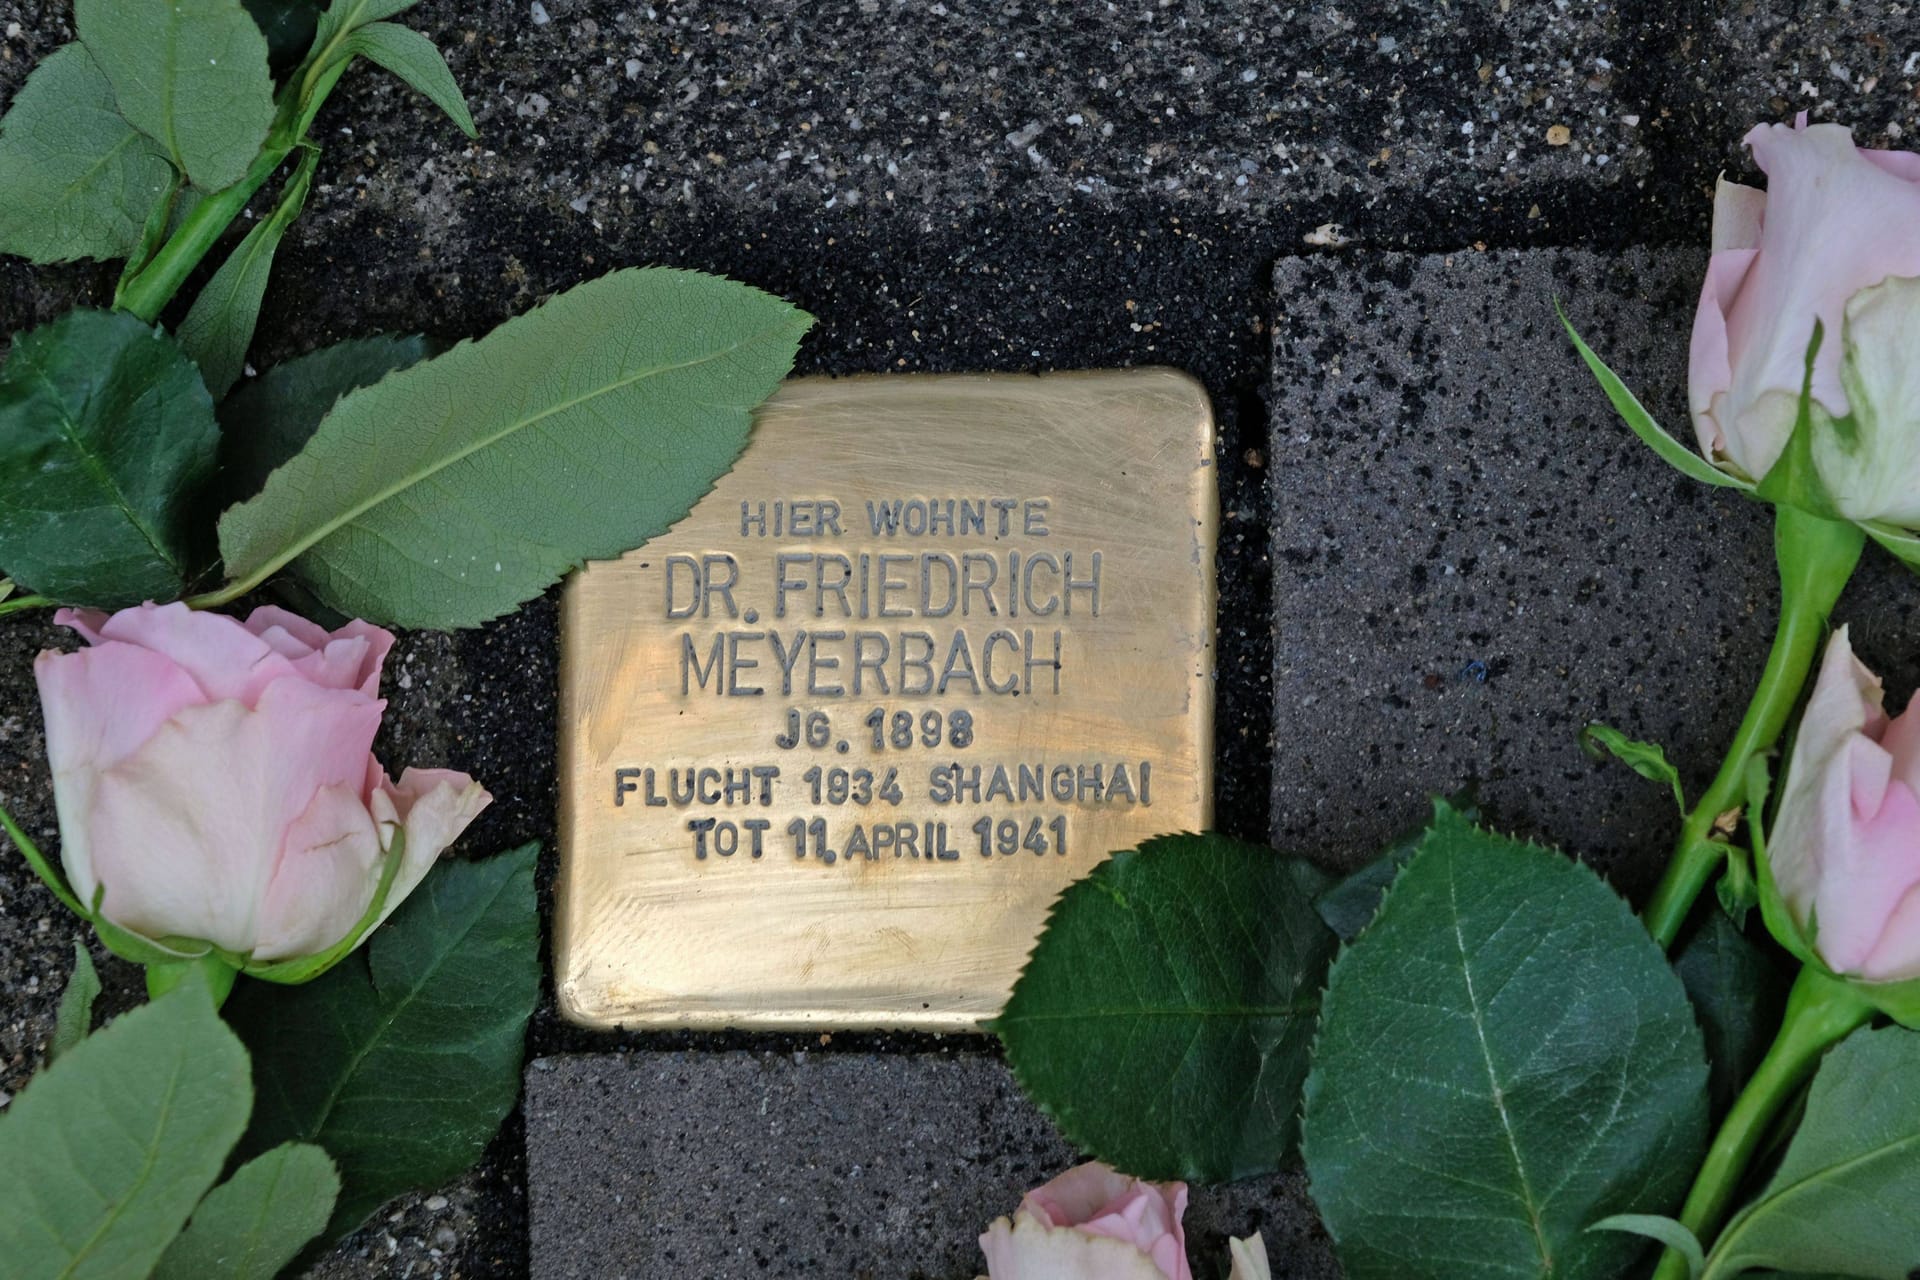 HIER WOHNTE
DR. FRIEDRICH
MEYERBACH
JG. 1898
FLUCHT 1934 SHANGHAI
TOT 11. APRIL 1941